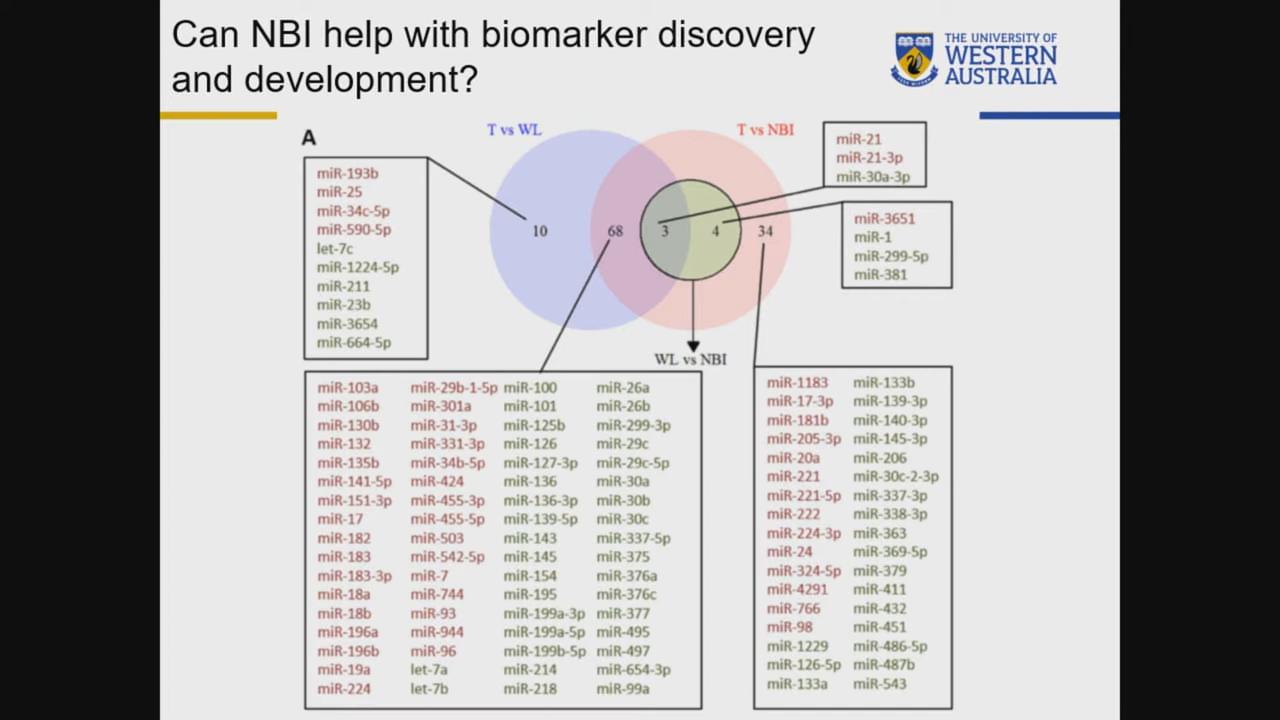 Can NBI help with biomarker discovery
and development?
THE UNIVERSITY OF
WESTERN
AUSTRALIA
A
T vs WL
T vs NBI
10
68
3
4
34
WL vs NBI
miR-193b
miR-25
miR-34c-5p
miR-590-5p
let-7c
miR-1224-5p
miR-211
miR-23b
miR-3654
miR-664-5p
miR-21
miR-21-3p
miR-30a-3p
miR-3651
miR-1
miR-299-5p
miR-381
miR-103a miR-29b-1-5p miR-100 miR-26a
miR-106b miR-301a miR-101 miR-26b
miR-130b miR-31-3p miR-125b miR-299-3p
miR-132 miR-331-3p miR-126 miR-29c
miR-135b miR-34b-5p miR-127-3p miR-29c-5p
miR-141-5p miR-424 miR-136 miR-30a
miR-151-3p miR-455-3p miR-136-3p miR-30b
miR-17 miR-455-5p miR-139-5p miR-30c
miR-182 miR-503 miR-143 miR-337-5p
miR-183 miR-542-5p miR-145 miR-375
miR-183-3p miR-7 miR-154 miR-376a
miR-18a miR-744 miR-195 miR-376c
miR-18b miR-93 miR-199a-3p miR-377
miR-196a miR-944 miR-199a-5p miR-495
miR-196b miR-96 miR-199b-5p miR-497
miR-19a let-7a miR-214 miR-654-3p
miR-224 let-7b miR-218 miR-99a
miR-1183 miR-133b
miR-17-3p miR-139-3p
miR-181b miR-140-3p
miR-205-3p miR-145-3p
miR-20a miR-206
miR-221 miR-30c-2-3p
miR-221-5p miR-337-3p
miR-222 miR-338-3p
miR-224-3p miR-363
miR-24 miR-369-5p
miR-324-5p miR-379
miR-4291 miR-411
miR-766 miR-432
miR-98 miR-451
miR-1229 miR-486-5p
miR-126-5p miR-487b
miR-133a miR-543